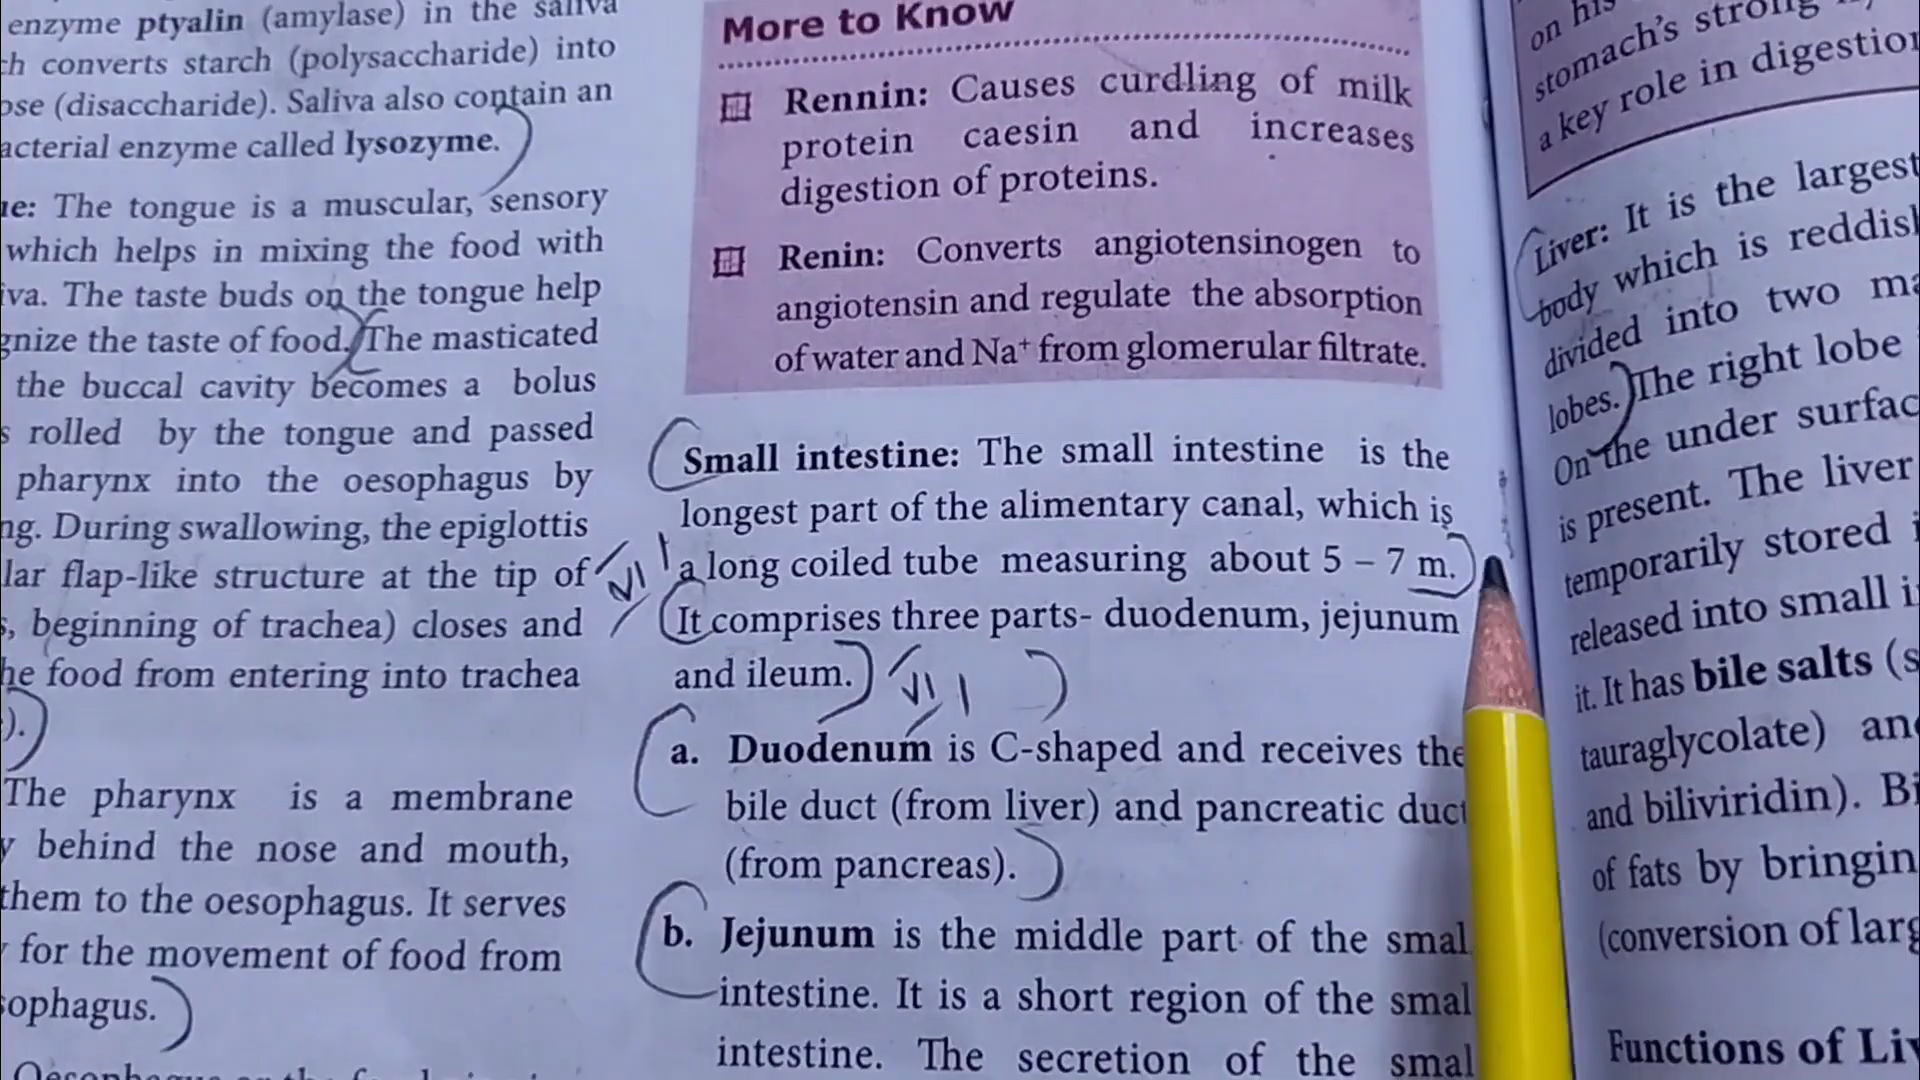 enzyme ptyalin (amylase) in the saliva
converts starch (polysaccharide) into
(disaccharide). Saliva also contain an
enzyme called lysozyme.
The tongue is a muscular, sensory
which helps in mixing the food with
The taste buds on the tongue help
the taste of food. The masticated
the buccal cavity becomes a bolus
rolled by the tongue and passed
pharynx into the oesophagus by
During swallowing, the epiglottis
flap-like structure at the tip of
beginning of trachea) closes and
food from entering into trachea
).
The pharynx is a membrane
behind the nose and mouth,
them to the oesophagus. It serves
for the movement of food from
More to Know
Rennin: Causes curdling of milk
protein caesin and increases
digestion of proteins.
Renin: Converts angiotensinogen to
angiotensin and regulate the absorption
of water and Na⁺ from glomerular filtrate.
Small intestine: The small intestine is the
longest part of the alimentary canal, which is
a long coiled tube measuring about 5 – 7 m.
It comprises three parts- duodenum, jejunum
and ileum.
a. Duodenum is C-shaped and receives the
bile duct (from liver) and pancreatic duct
(from pancreas).
b. Jejunum is the middle part of the smal
intestine. It is a short region of the smal
intestine. The secretion of the smal
on his
stomach's strong
a key role in digestion
Liver: It is the largest
body which is reddish
divided into two
lobes. The right lobe
On the under surfac
is present. The liver
temporarily stored
released into small
it. It has bile salts (s
tauraglycolate) and
and biliviridin).
of fats by bringin
(conversion of larg
Functions of Liv